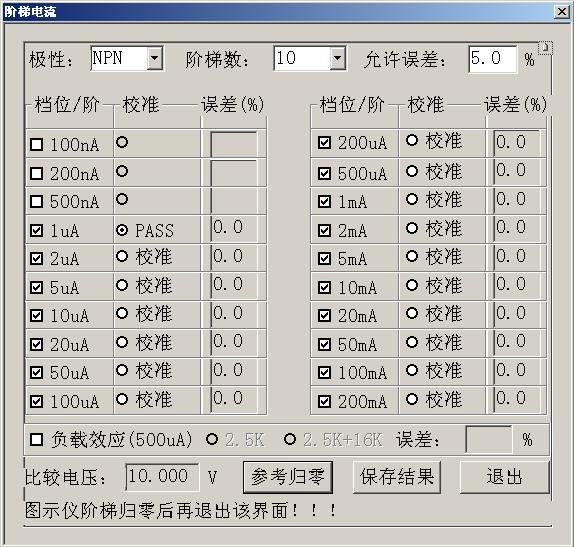 阶梯电流
极性： NPN 阶梯数： 10 允许误差： 5.0 %
档位/阶 校准 误差(%) 档位/阶 校准 误差(%)
100nA 200uA 校准 0.0
200nA 500uA 校准 0.0
500nA 1mA 校准 0.0
1uA PASS 0.0 2mA 校准 0.0
2uA 校准 0.0 5mA 校准 0.0
5uA 校准 0.0 10mA 校准 0.0
10uA 校准 0.0 20mA 校准 0.0
20uA 校准 0.0 50mA 校准 0.0
50uA 校准 0.0 100mA 校准 0.0
100uA 校准 0.0 200mA 校准 0.0
负载效应(500uA) 2.5K 2.5K+16K 误差： %
比较电压： 10.000 V 参考归零 保存结果 退出
图示仪阶梯归零后再退出该界面！！！